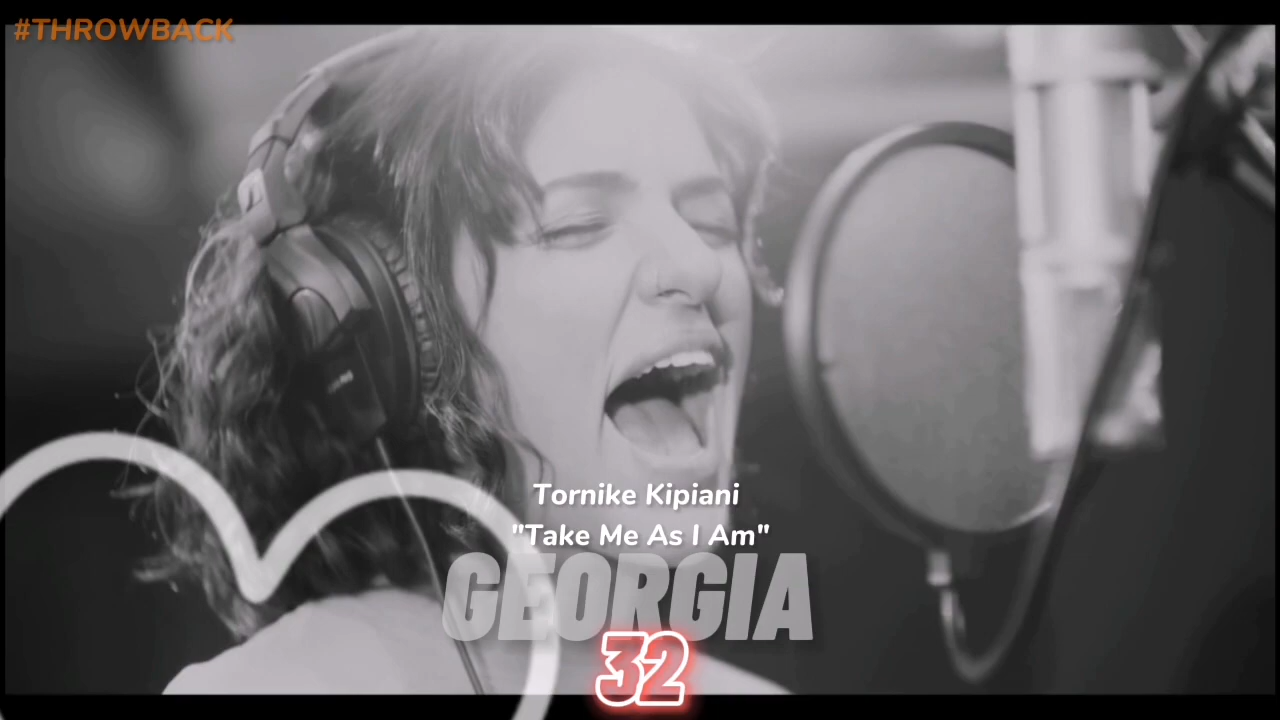 #THROWBACK
Tornike Kipiani
"Take Me As I Am"
GEORGIA
32